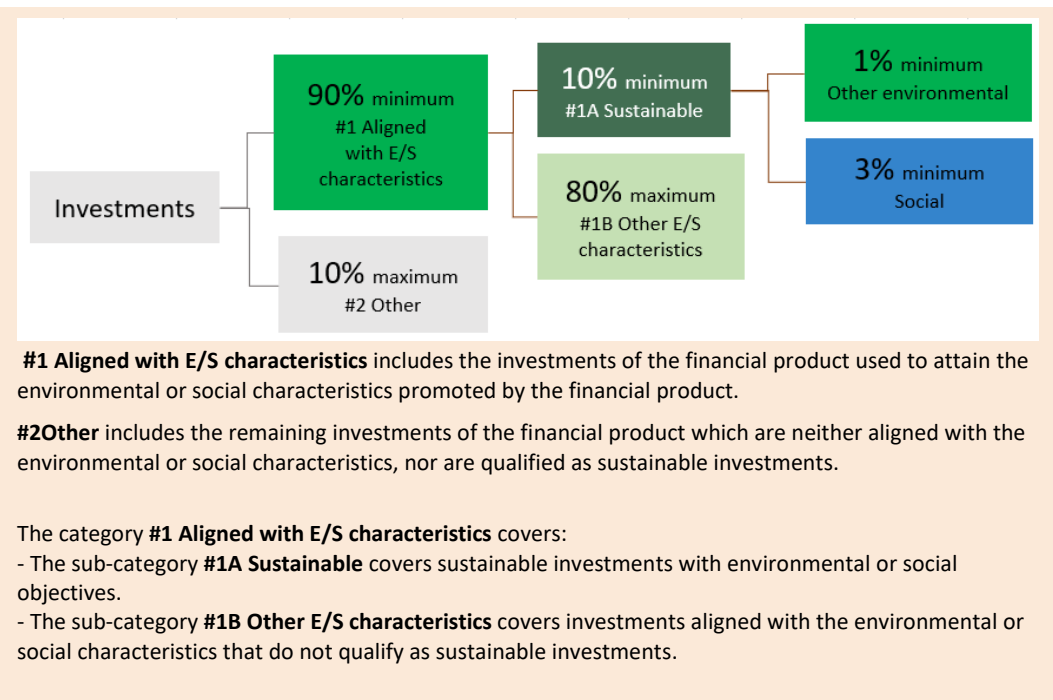 Investments
90% minimum
#1 Aligned
with E/S
characteristics
10% maximum
#2 Other
10% minimum
#1A Sustainable
80% maximum
#1B Other E/S
characteristics
1% minimum
Other environmental
3% minimum
Social
#1 Aligned with E/S characteristics includes the investments of the financial product used to attain the
environmental or social characteristics promoted by the financial product.
#2Other includes the remaining investments of the financial product which are neither aligned with the
environmental or social characteristics, nor are qualified as sustainable investments.
The category #1 Aligned with E/S characteristics covers:
- The sub-category #1A Sustainable covers sustainable investments with environmental or social
objectives.
- The sub-category #1B Other E/S characteristics covers investments aligned with the environmental or
social characteristics that do not qualify as sustainable investments.